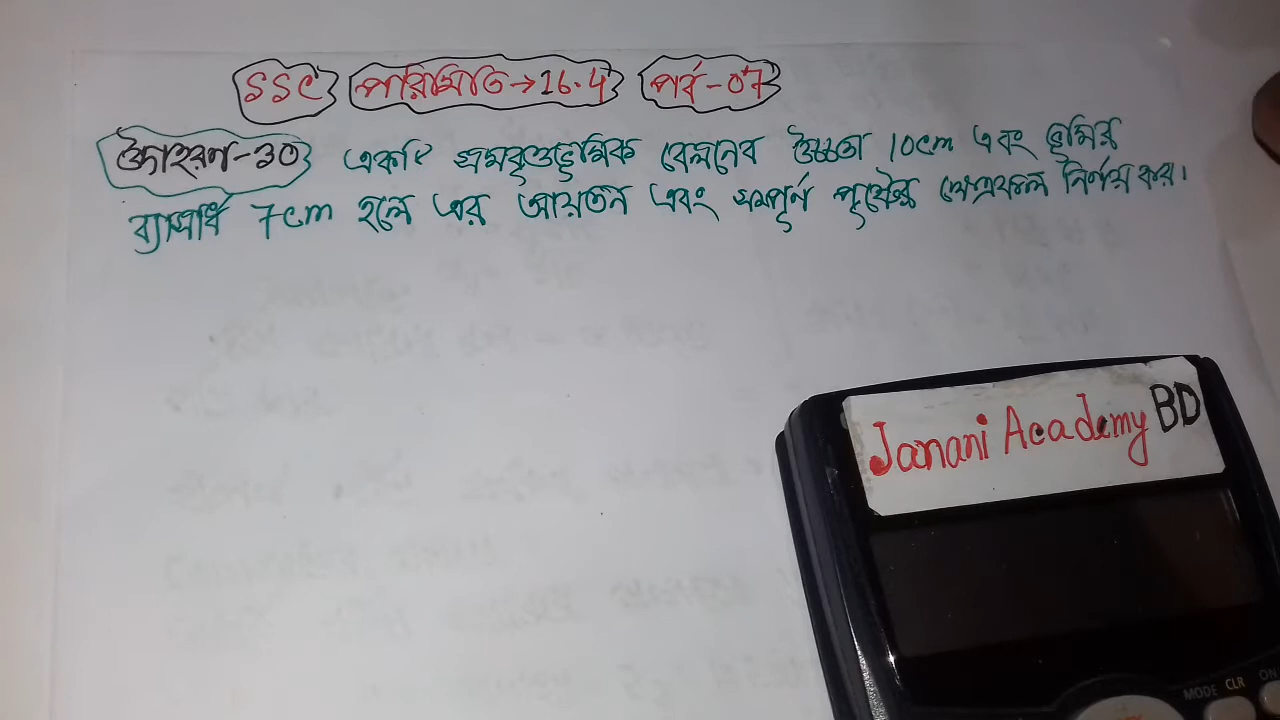 SSC পরিমিতি→16.4 পর্ব-07
উদাহরণ-30 একটি সমবৃত্তভূমিক বেলনের উচ্চতা 10cm এবং ভূমির
ব্যাসার্ধ 7cm হলে এর আয়তন এবং সম্পূর্ণ পৃষ্ঠের ক্ষেত্রফল নির্ণয় কর।
Janani Academy BD
MODE CLR ON